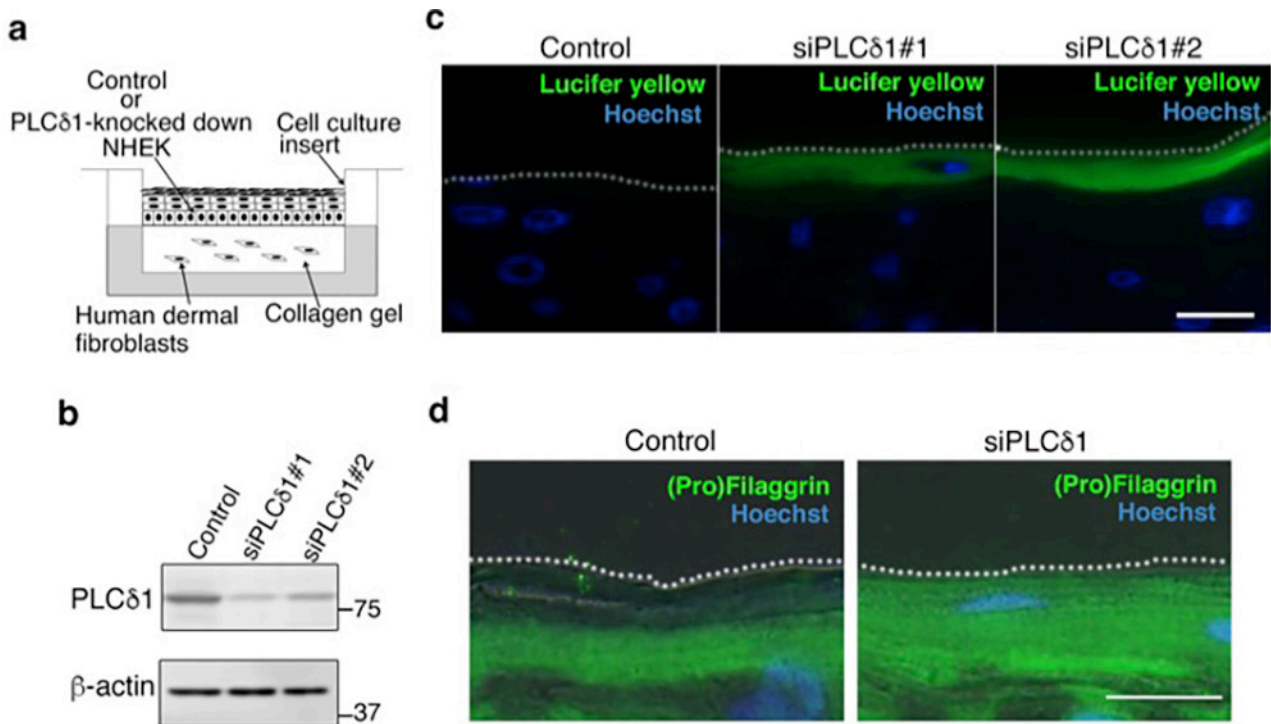 a
Control
or
PLCδ1-knocked down
NHEK
Cell culture
insert
Human dermal
fibroblasts
Collagen gel
b
Control
siPLCδ1#1
siPLCδ1#2
PLCδ1
75
β-actin
37
c
Control
siPLCδ1#1
siPLCδ1#2
Lucifer yellow
Hoechst
Lucifer yellow
Hoechst
Lucifer yellow
Hoechst
d
Control
siPLCδ1
(Pro)Filaggrin
Hoechst
(Pro)Filaggrin
Hoechst